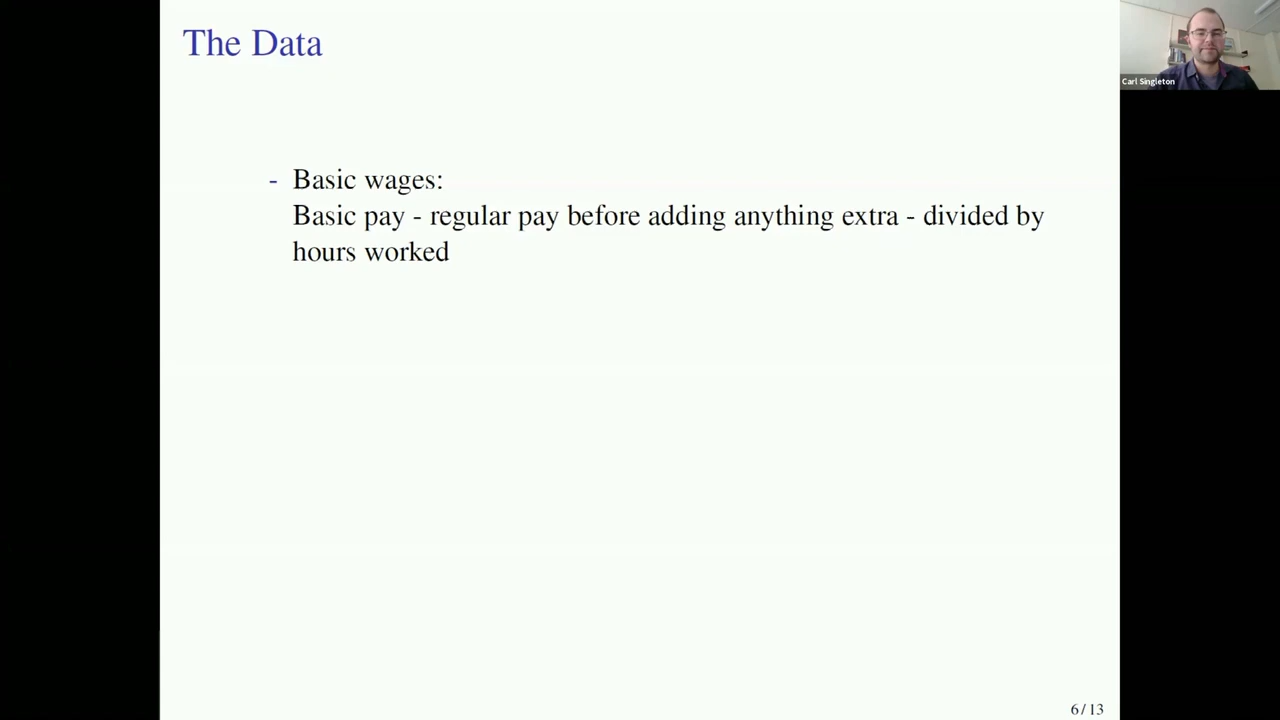 The Data
Carl Singleton
- Basic wages:
Basic pay - regular pay before adding anything extra - divided by
hours worked
6 / 13